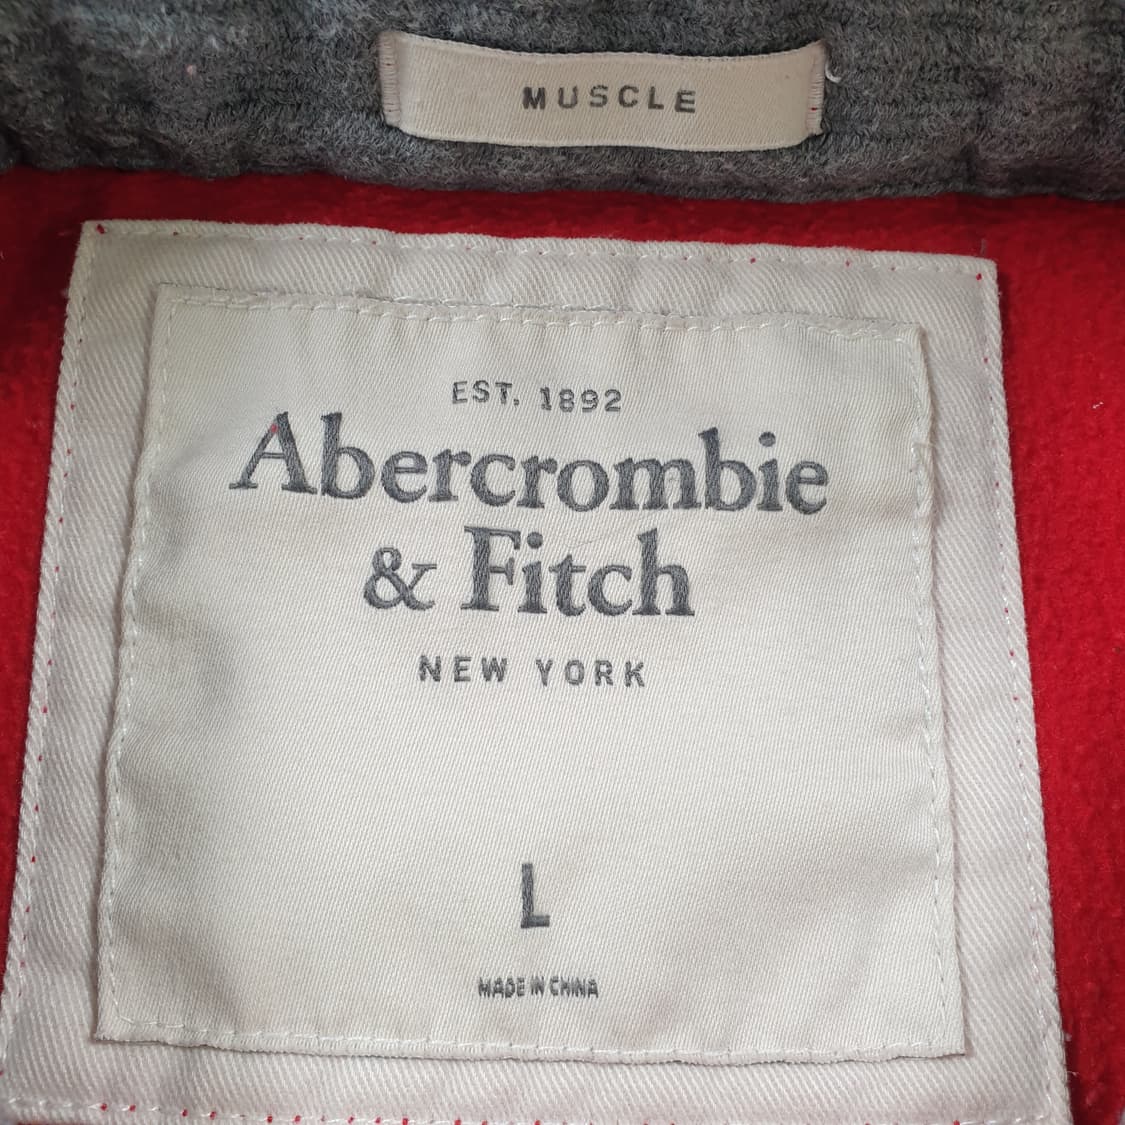 MUSCLE
EST. 1892
Abercrombie
& Fitch
NEW YORK
L
MADE IN CHINA